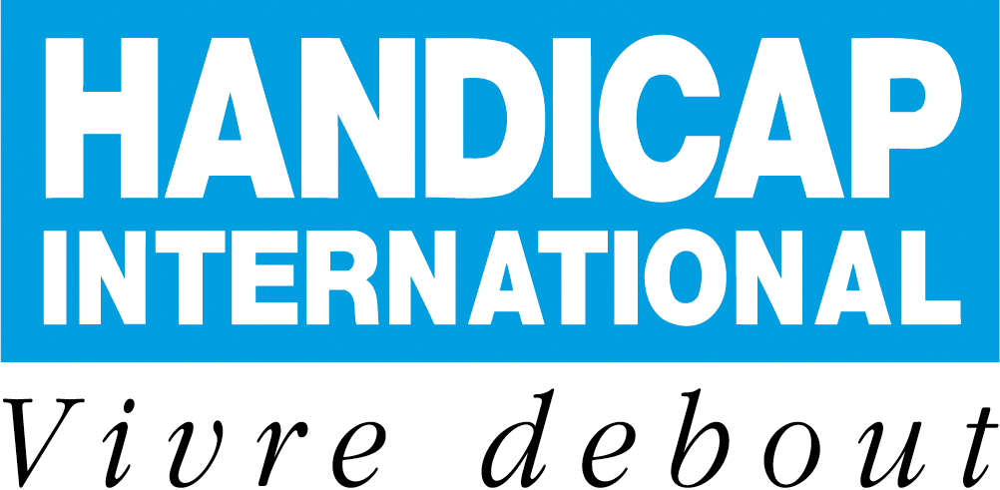 HANDICAP
INTERNATIONAL
Vivre debout